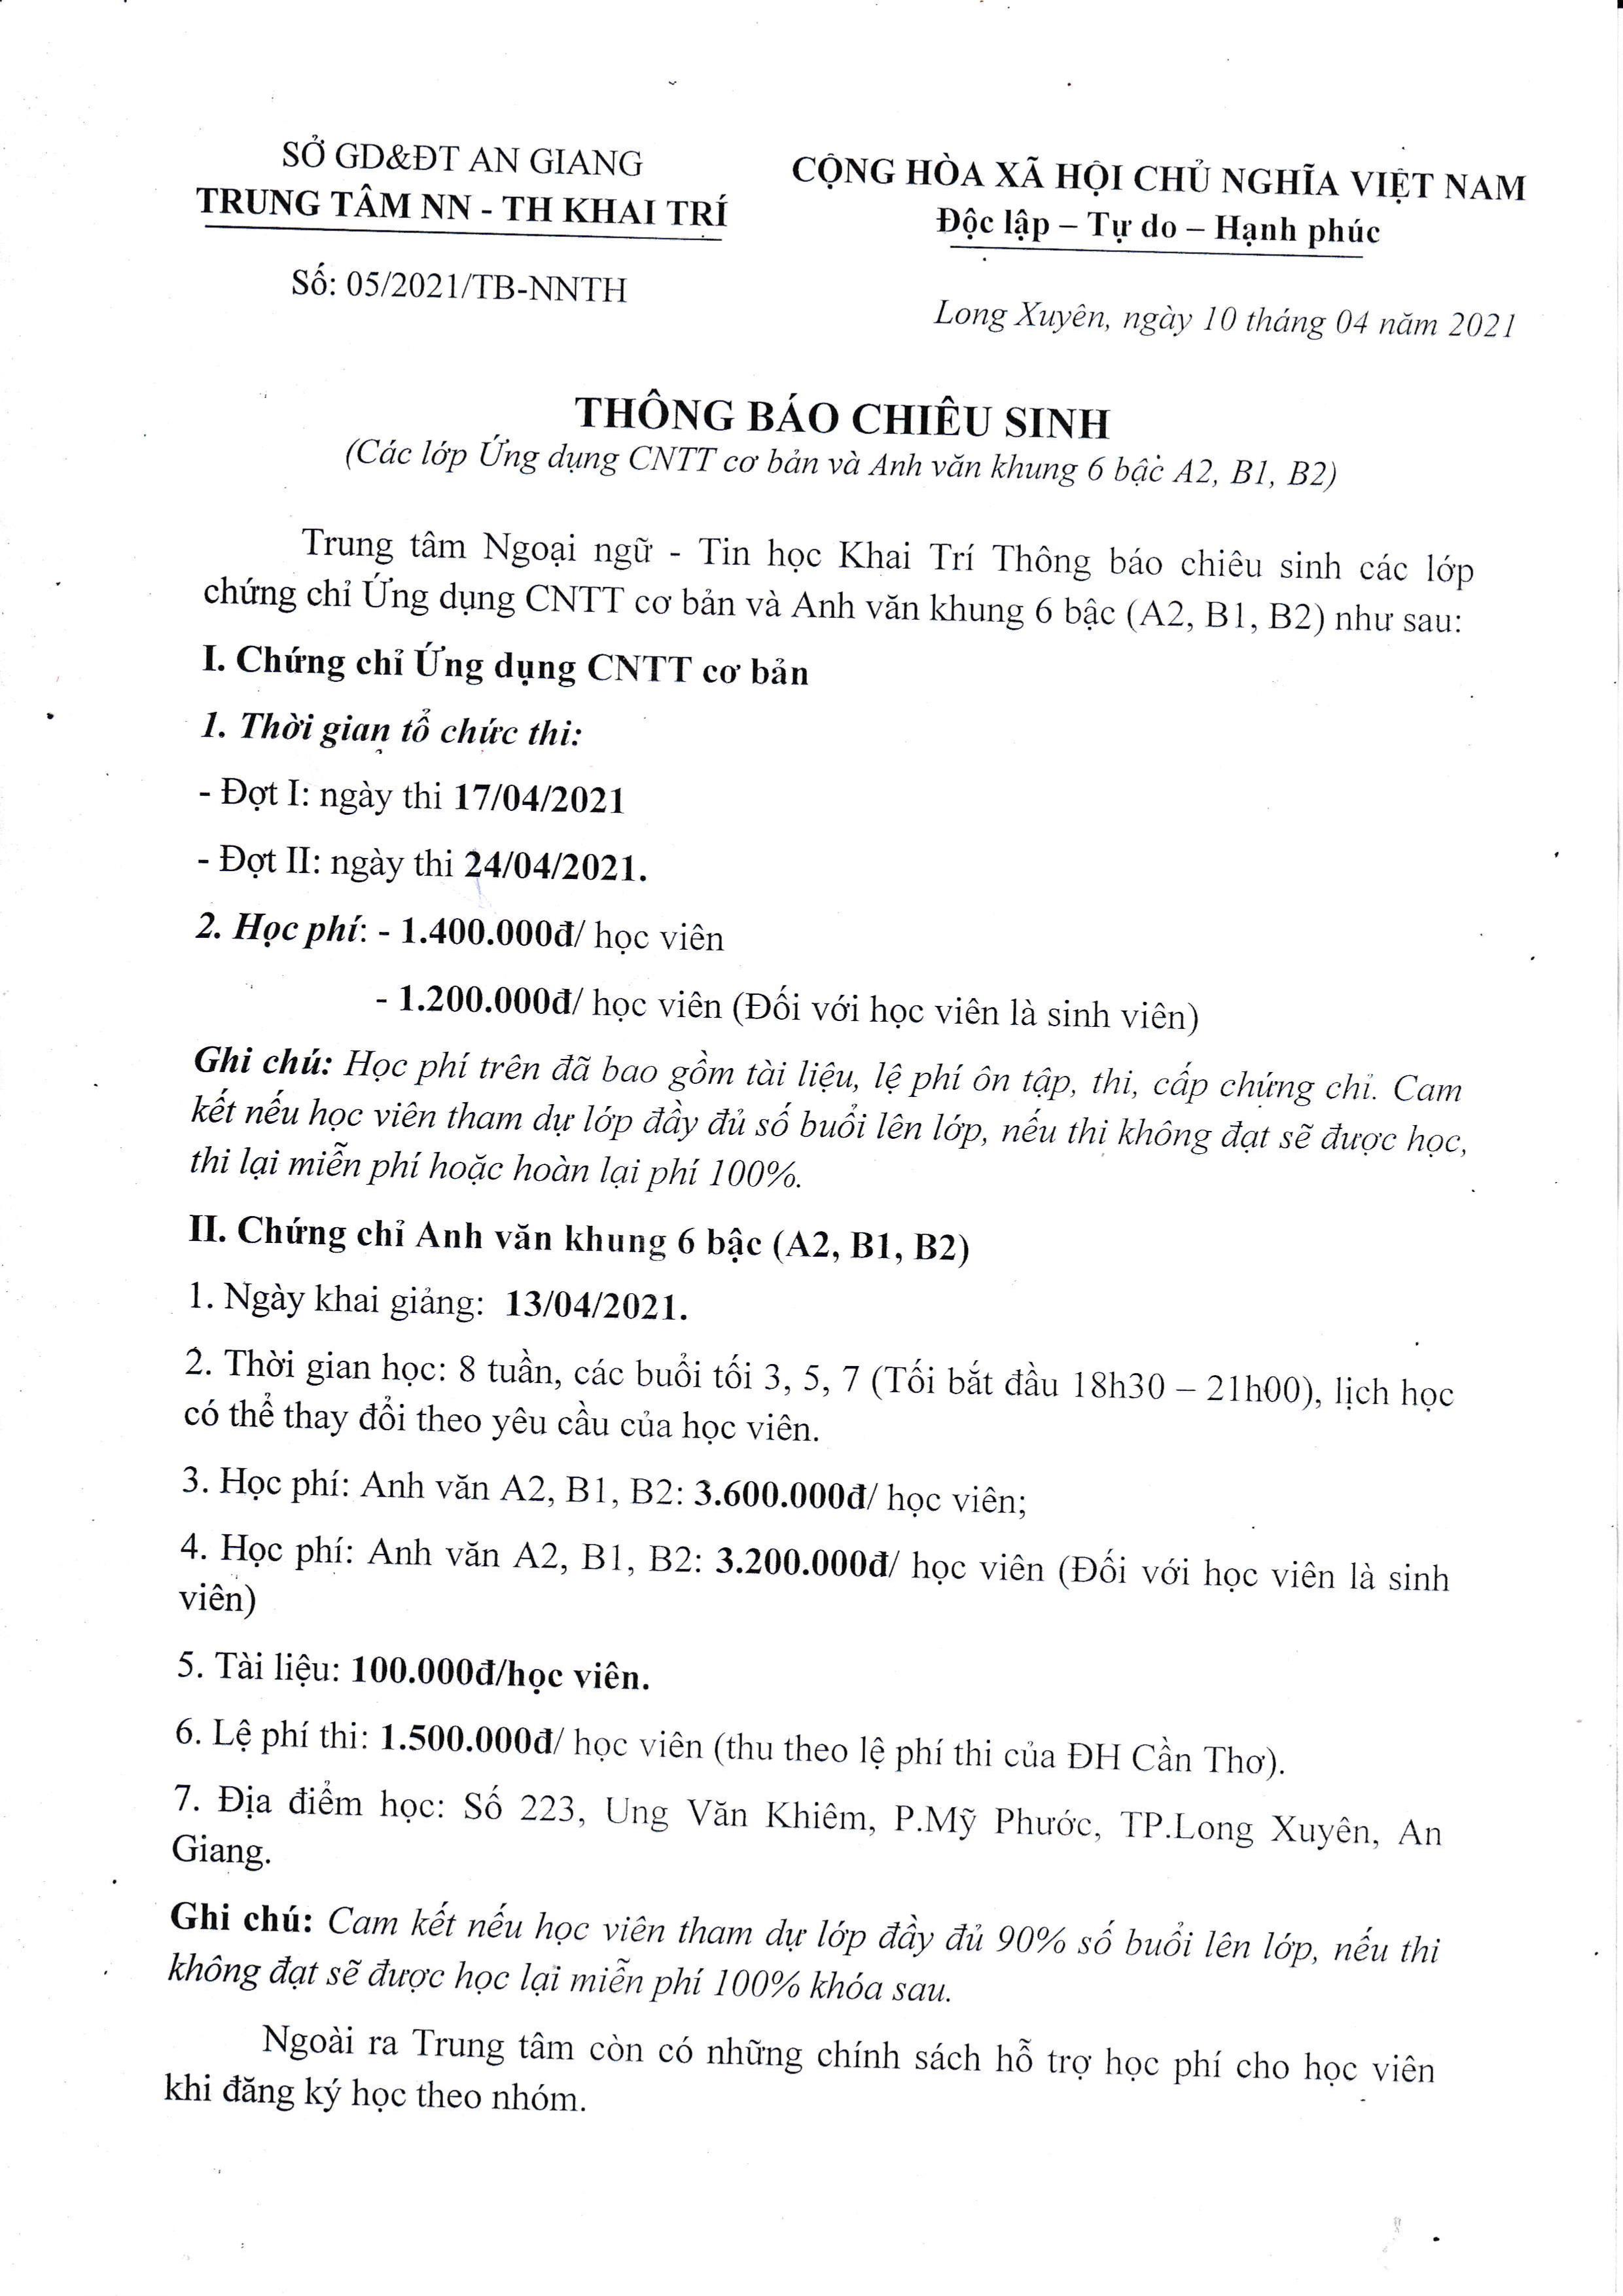 SỞ GD&ĐT AN GIANG
TRUNG TÂM NN - TH KHAI TRÍ
Số: 05/2021/TB-NNTH
CỘNG HÒA XÃ HỘI CHỦ NGHĨA VIỆT NAM
Độc lập – Tự do – Hạnh phúc
Long Xuyên, ngày 10 tháng 04 năm 2021
THÔNG BÁO CHIÊU SINH
(Các lớp Ứng dụng CNTT cơ bản và Anh văn khung 6 bậc A2, B1, B2)
Trung tâm Ngoại ngữ - Tin học Khai Trí Thông báo chiêu sinh các lớp
chứng chỉ Ứng dụng CNTT cơ bản và Anh văn khung 6 bậc (A2, B1, B2) như sau:
I. Chứng chỉ Ứng dụng CNTT cơ bản
1. Thời gian tổ chức thi:
- Đợt I: ngày thi 17/04/2021
- Đợt II: ngày thi 24/04/2021.
2. Học phí: - 1.400.000đ/ học viên
- 1.200.000đ/ học viên (Đối với học viên là sinh viên)
Ghi chú: Học phí trên đã bao gồm tài liệu, lệ phí ôn tập, thi, cấp chứng chỉ. Cam
kết nếu học viên tham dự lớp đầy đủ số buổi lên lớp, nếu thi không đạt sẽ được học,
thi lại miễn phí hoặc hoàn lại phí 100%.
II. Chứng chỉ Anh văn khung 6 bậc (A2, B1, B2)
1. Ngày khai giảng: 13/04/2021.
2. Thời gian học: 8 tuần, các buổi tối 3, 5, 7 (Tối bắt đầu 18h30 – 21h00), lịch học
có thể thay đổi theo yêu cầu của học viên.
3. Học phí: Anh văn A2, B1, B2: 3.600.000đ/ học viên;
4. Học phí: Anh văn A2, B1, B2: 3.200.000đ/ học viên (Đối với học viên là sinh
viên)
5. Tài liệu: 100.000đ/học viên.
6. Lệ phí thi: 1.500.000đ/ học viên (thu theo lệ phí thi của ĐH Cần Thơ).
7. Địa điểm học: Số 223, Ung Văn Khiêm, P.Mỹ Phước, TP.Long Xuyên, An
Giang.
Ghi chú: Cam kết nếu học viên tham dự lớp đầy đủ 90% số buổi lên lớp, nếu thi
không đạt sẽ được học lại miễn phí 100% khóa sau.
Ngoài ra Trung tâm còn có những chính sách hỗ trợ học phí cho học viên
khi đăng ký học theo nhóm.